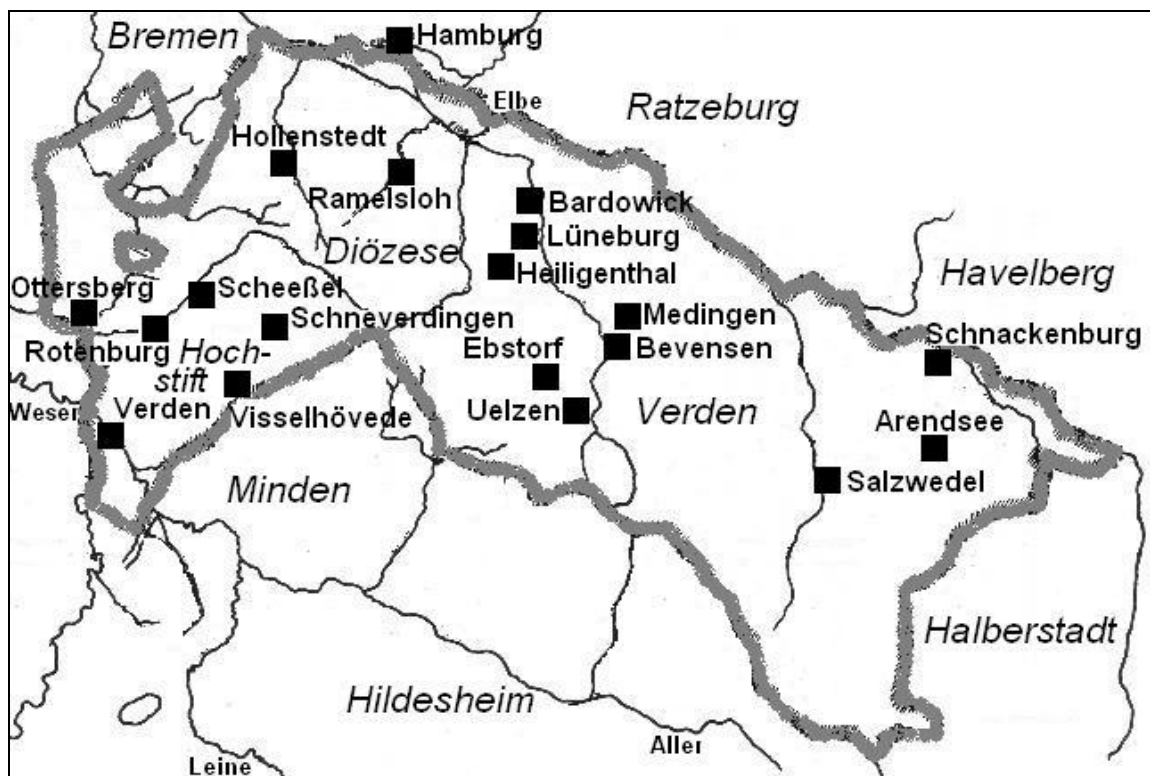 Bremen
Hamburg
Elbe
Ratzeburg
Hollenstedt
Ramelsloh
Bardowick
Diözese
Lüneburg
Heiligenthal
Havelberg
Ottersberg
Scheeßel
Schneverdingen
Medingen
Schnackenburg
Rotenburg
Hoch-
stift
Ebstorf
Bevensen
Weser
Verden
Visselhövede
Uelzen
Verden
Arendsee
Minden
Salzwedel
Halberstadt
Hildesheim
Aller
Leine